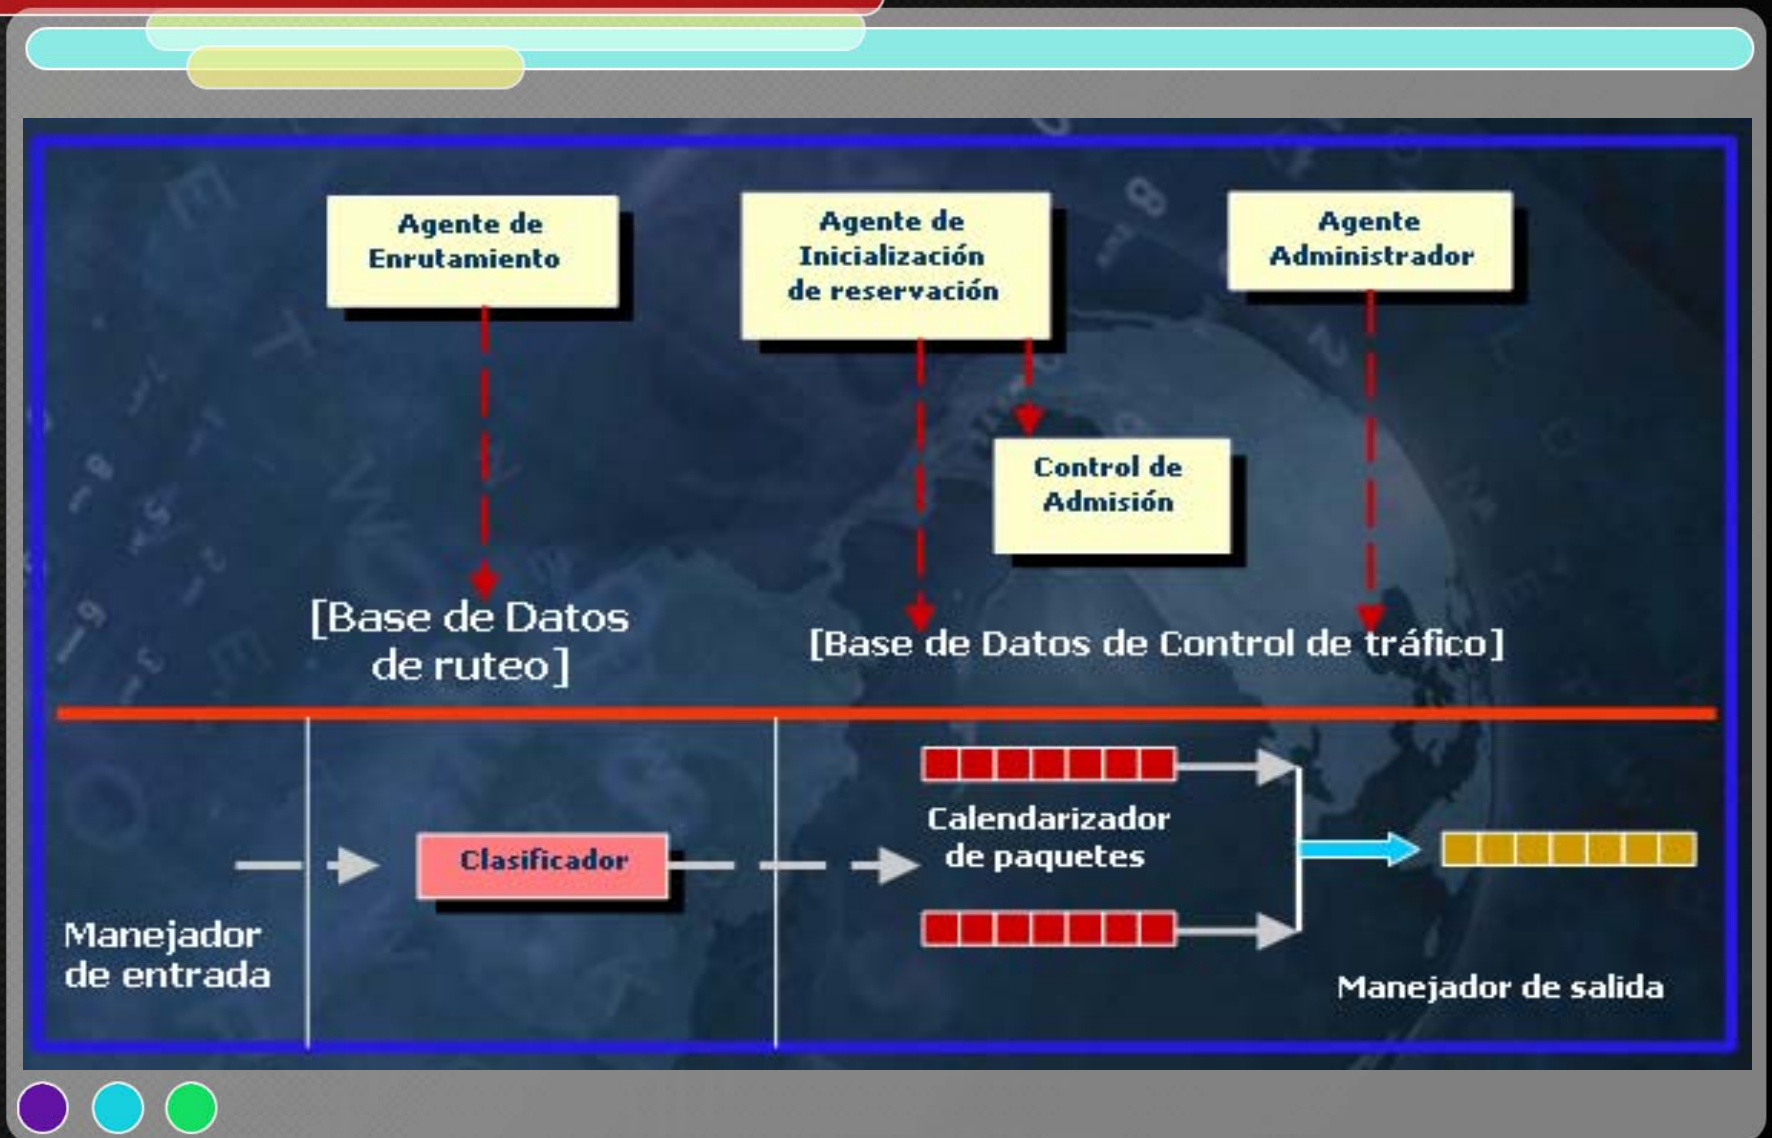 Agente de
Enrutamiento
Agente de
Inicialización
de reservación
Agente
Administrador
Control de
Admisión
[Base de Datos
de ruteo]
[Base de Datos de Control de tráfico]
Manejador
de entrada
Clasificador
Calendarizador
de paquetes
Manejador de salida